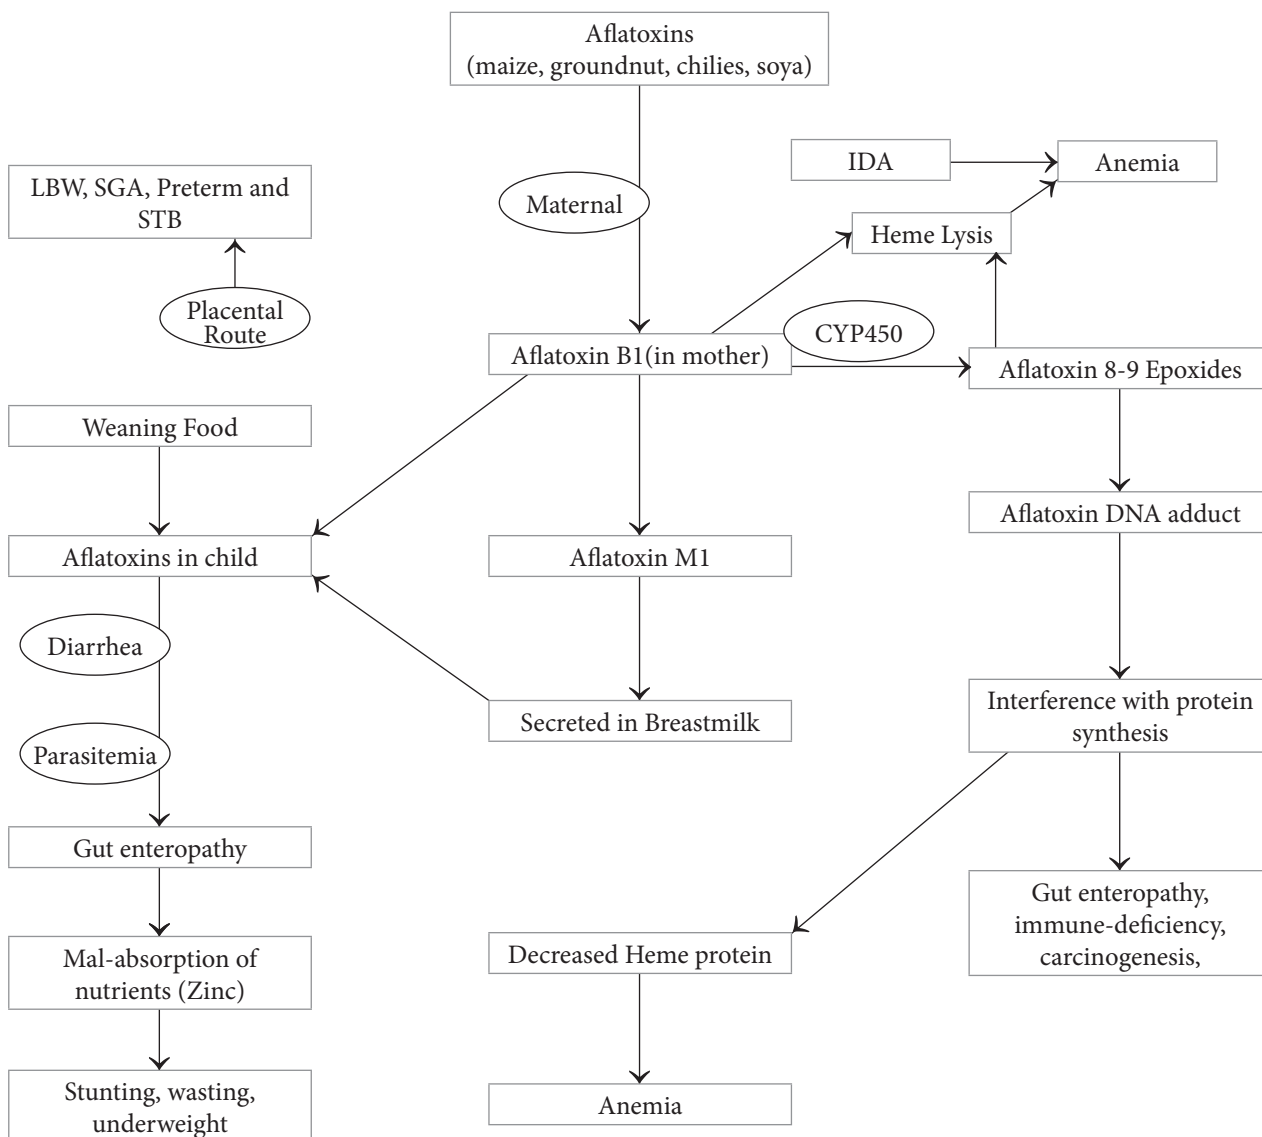 Aflatoxins
(maize, groundnut, chilies, soya)
IDA
Anemia
LBW, SGA, Preterm and
STB
Maternal
Heme Lysis
Placental
Route
CYP450
Aflatoxin B1(in mother)
Aflatoxin 8-9 Epoxides
Weaning Food
Aflatoxin DNA adduct
Aflatoxins in child
Aflatoxin M1
Diarrhea
Interference with protein
synthesis
Secreted in Breastmilk
Parasitemia
Gut enteropathy
Gut enteropathy,
immune-deficiency,
carcinogenesis,
Decreased Heme protein
Mal-absorption of
nutrients (Zinc)
Stunting, wasting,
underweight
Anemia